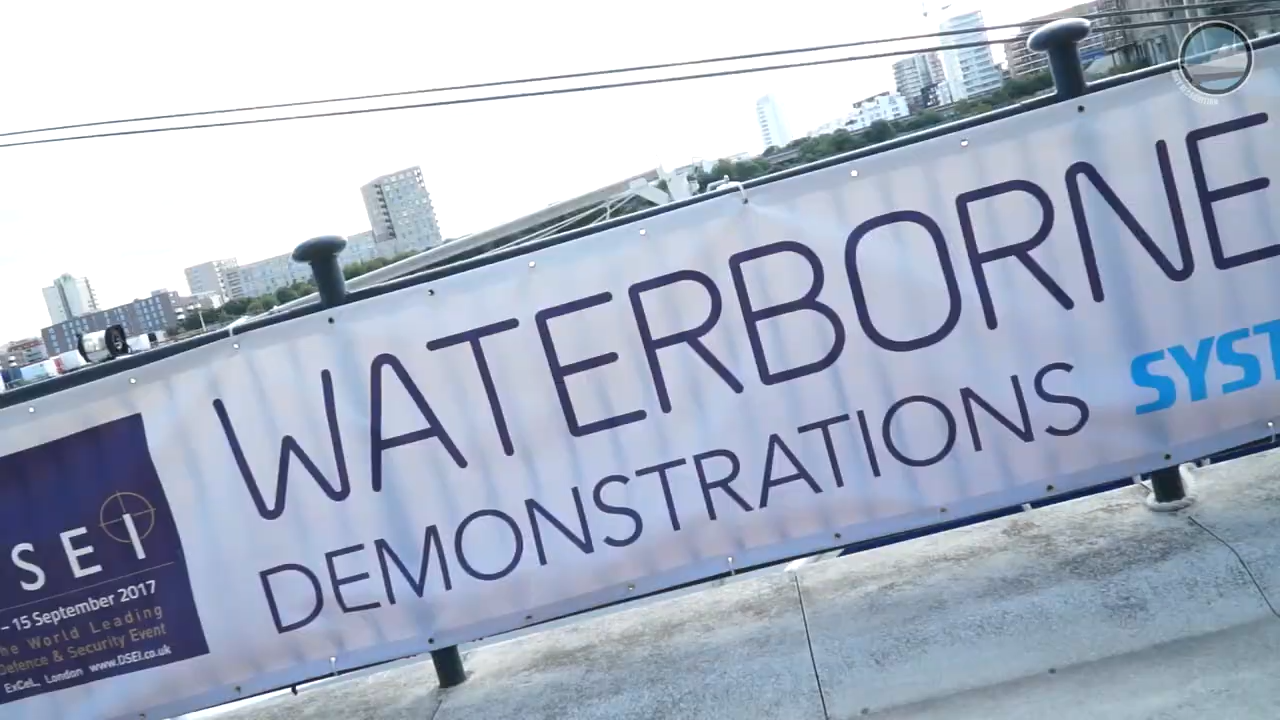 WATERBORNE
DEMONSTRATIONS SYST
SEI
– 15 September 2017
he World Leading
Defence & Security Event
ExCeL, London www.DSEI.co.uk